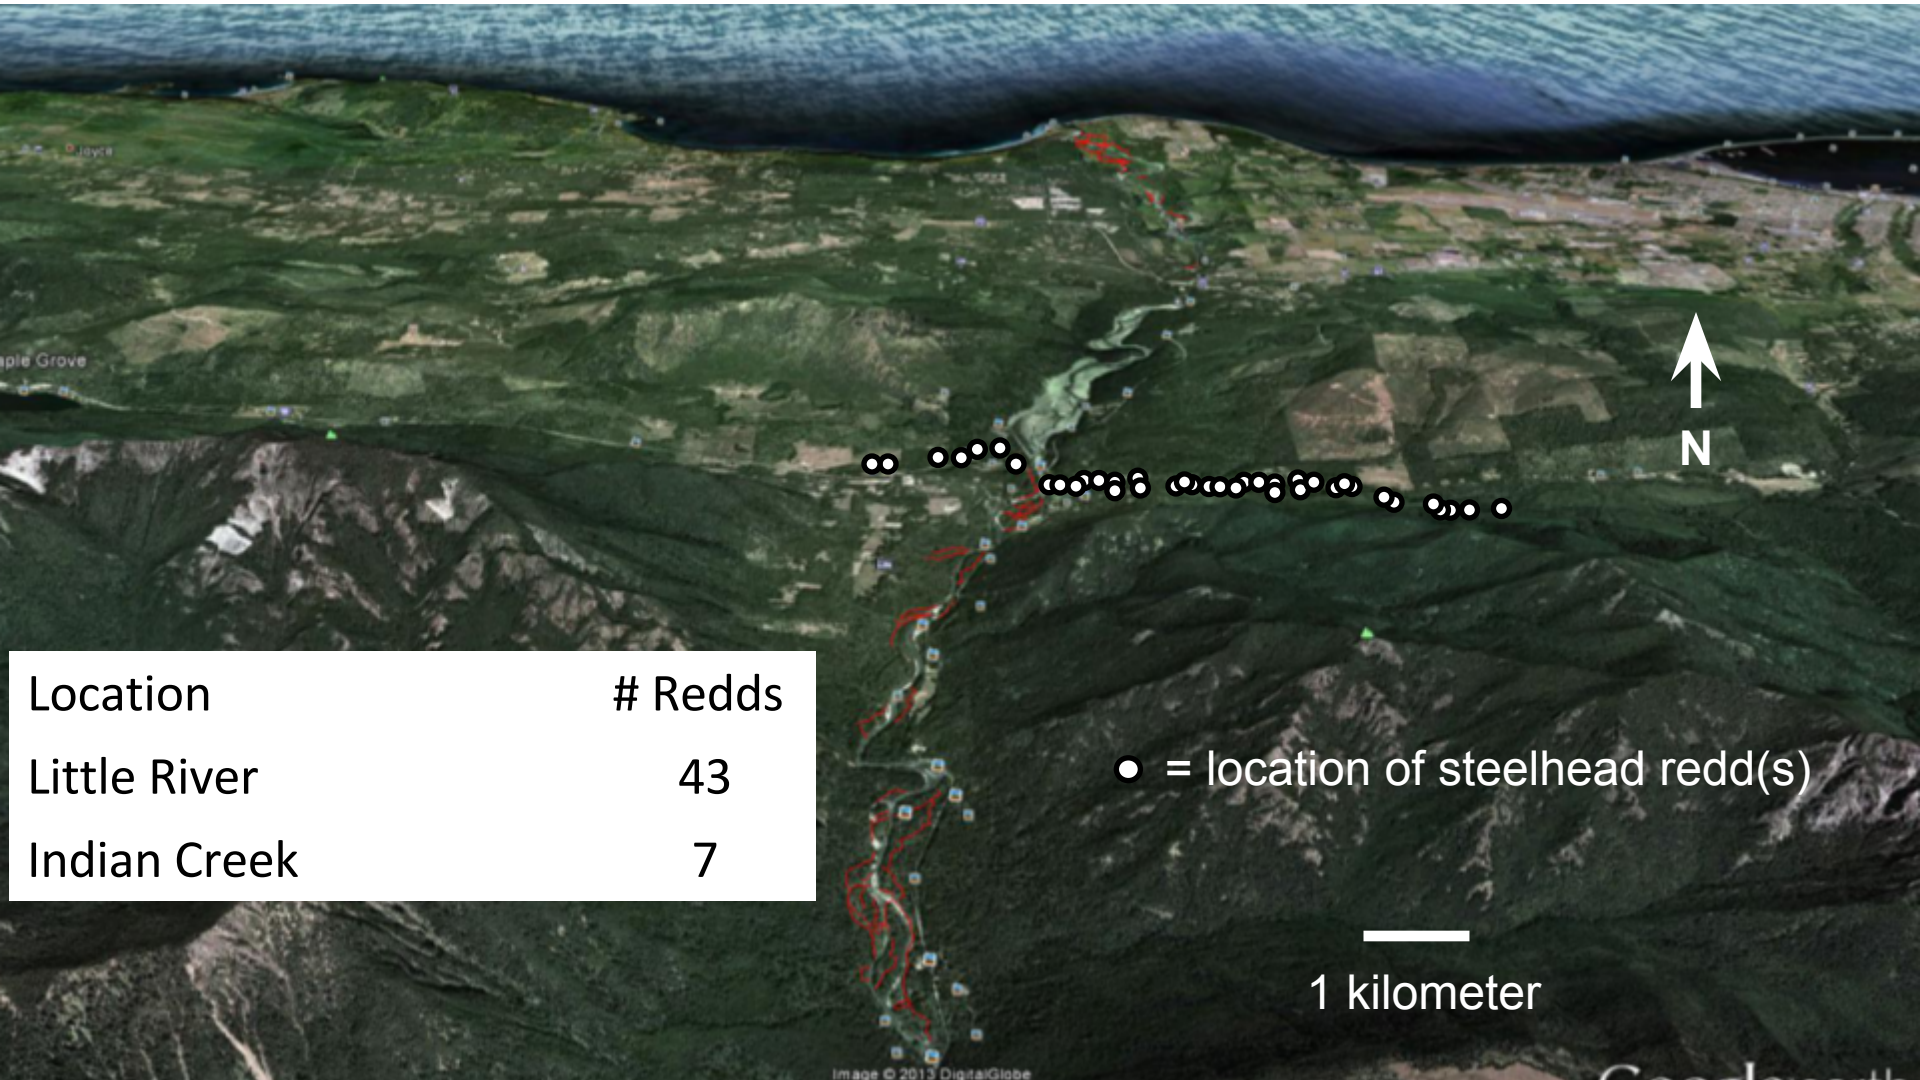 Joyce
aple Grove
N
Location # Redds
Little River 43
Indian Creek 7
= location of steelhead redd(s)
1 kilometer
Image © 2013 DigitalGlobe